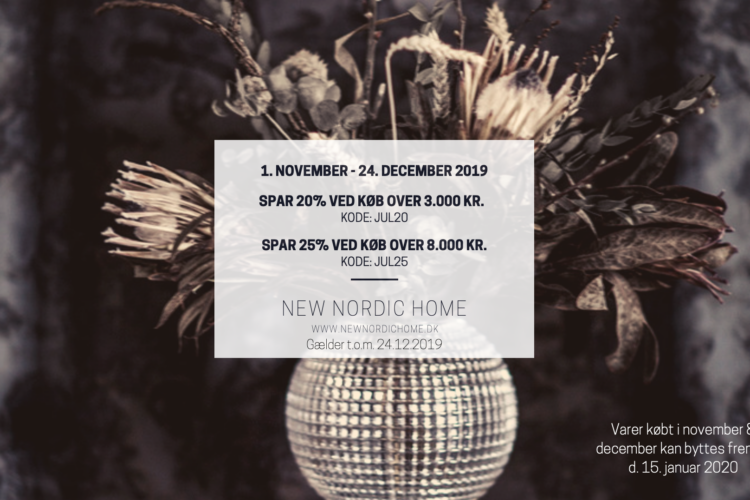 1. NOVEMBER - 24. DECEMBER 2019
SPAR 20% VED KØB OVER 3.000 KR.
KODE: JUL20
SPAR 25% VED KØB OVER 8.000 KR.
KODE: JUL25
NEW NORDIC HOME
WWW.NEWNORDICHOME.DK
Gælder t.o.m. 24.12.2019
Varer købt i november &
december kan byttes frem
d. 15. januar 2020